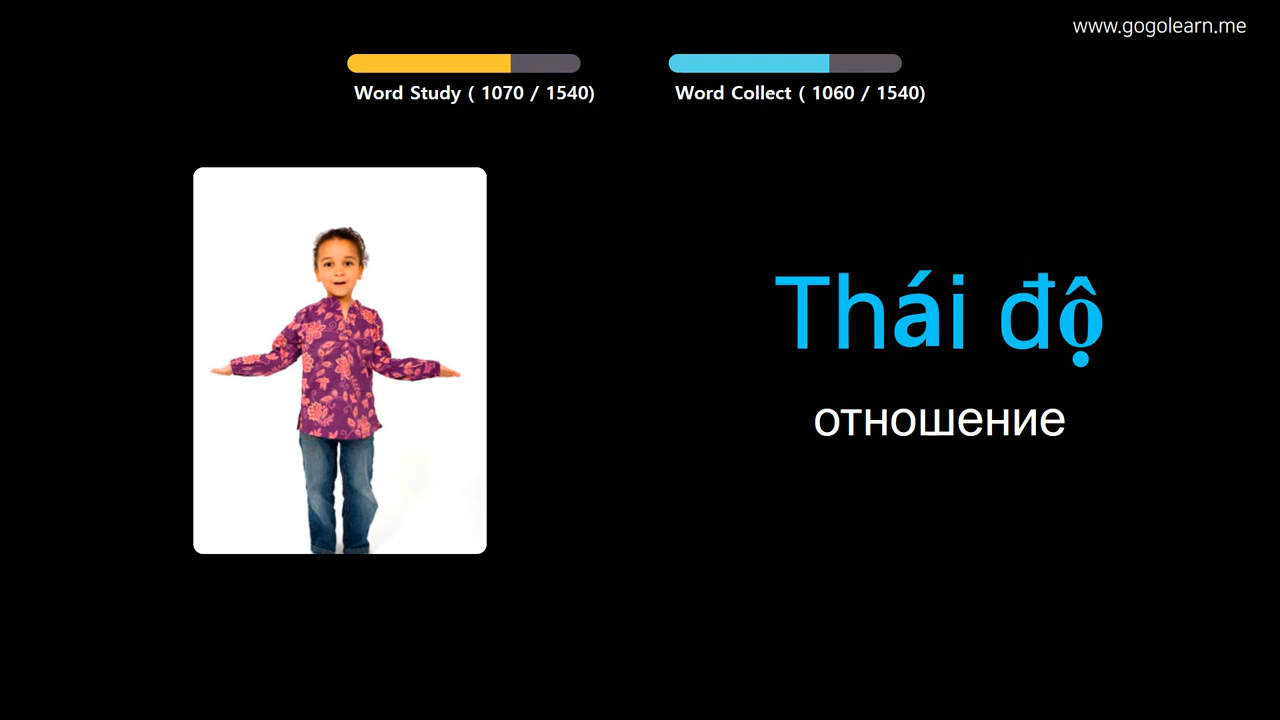 www.gogolearn.me
Word Study ( 1070 / 1540)
Word Collect ( 1060 / 1540)
Thái độ
отношение